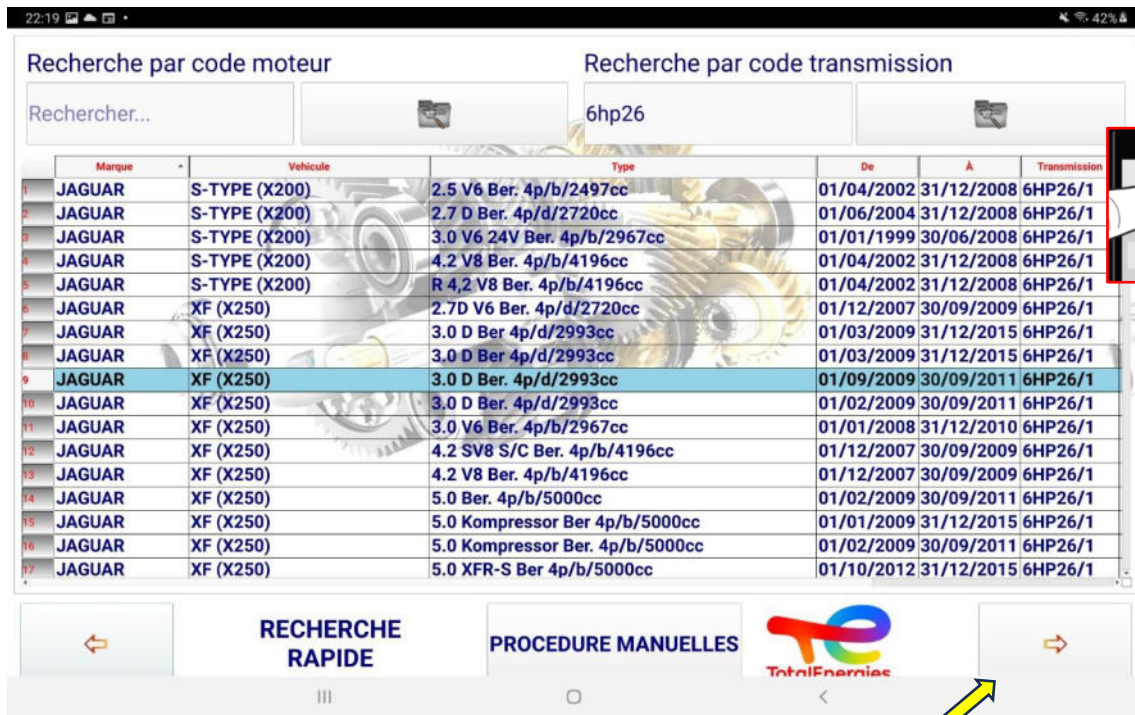 22:19 42%
Recherche par code moteur Recherche par code transmission
Rechercher... 6hp26
Marque Vehicule Type De À Transmission
1 JAGUAR S-TYPE (X200) 2.5 V6 Ber. 4p/b/2497cc 01/04/2002 31/12/2008 6HP26/1
2 JAGUAR S-TYPE (X200) 2.7 D Ber. 4p/d/2720cc 01/06/2004 31/12/2008 6HP26/1
3 JAGUAR S-TYPE (X200) 3.0 V6 24V Ber. 4p/b/2967cc 01/01/1999 30/06/2008 6HP26/1
4 JAGUAR S-TYPE (X200) 4.2 V8 Ber. 4p/b/4196cc 01/04/2002 31/12/2008 6HP26/1
5 JAGUAR S-TYPE (X200) R 4,2 V8 Ber. 4p/b/4196cc 01/04/2002 31/12/2008 6HP26/1
6 JAGUAR XF (X250) 2.7D V6 Ber. 4p/d/2720cc 01/12/2007 30/09/2009 6HP26/1
7 JAGUAR XF (X250) 3.0 D Ber 4p/d/2993cc 01/03/2009 31/12/2015 6HP26/1
8 JAGUAR XF (X250) 3.0 D Ber 4p/d/2993cc 01/03/2009 31/12/2015 6HP26/1
9 JAGUAR XF (X250) 3.0 D Ber. 4p/d/2993cc 01/09/2009 30/09/2011 6HP26/1
10 JAGUAR XF (X250) 3.0 D Ber. 4p/d/2993cc 01/02/2009 30/09/2011 6HP26/1
11 JAGUAR XF (X250) 3.0 V6 Ber. 4p/b/2967cc 01/01/2008 31/12/2010 6HP26/1
12 JAGUAR XF (X250) 4.2 SV8 S/C Ber. 4p/b/4196cc 01/12/2007 30/09/2009 6HP26/1
13 JAGUAR XF (X250) 4.2 V8 Ber. 4p/b/4196cc 01/12/2007 30/09/2009 6HP26/1
14 JAGUAR XF (X250) 5.0 Ber. 4p/b/5000cc 01/02/2009 30/09/2011 6HP26/1
15 JAGUAR XF (X250) 5.0 Kompressor Ber 4p/b/5000cc 01/01/2009 31/12/2015 6HP26/1
16 JAGUAR XF (X250) 5.0 Kompressor Ber. 4p/b/5000cc 01/02/2009 30/09/2011 6HP26/1
17 JAGUAR XF (X250) 5.0 XFR-S Ber 4p/b/5000cc 01/10/2012 31/12/2015 6HP26/1
RECHERCHE
RAPIDE
PROCEDURE MANUELLES
TotalEnergies